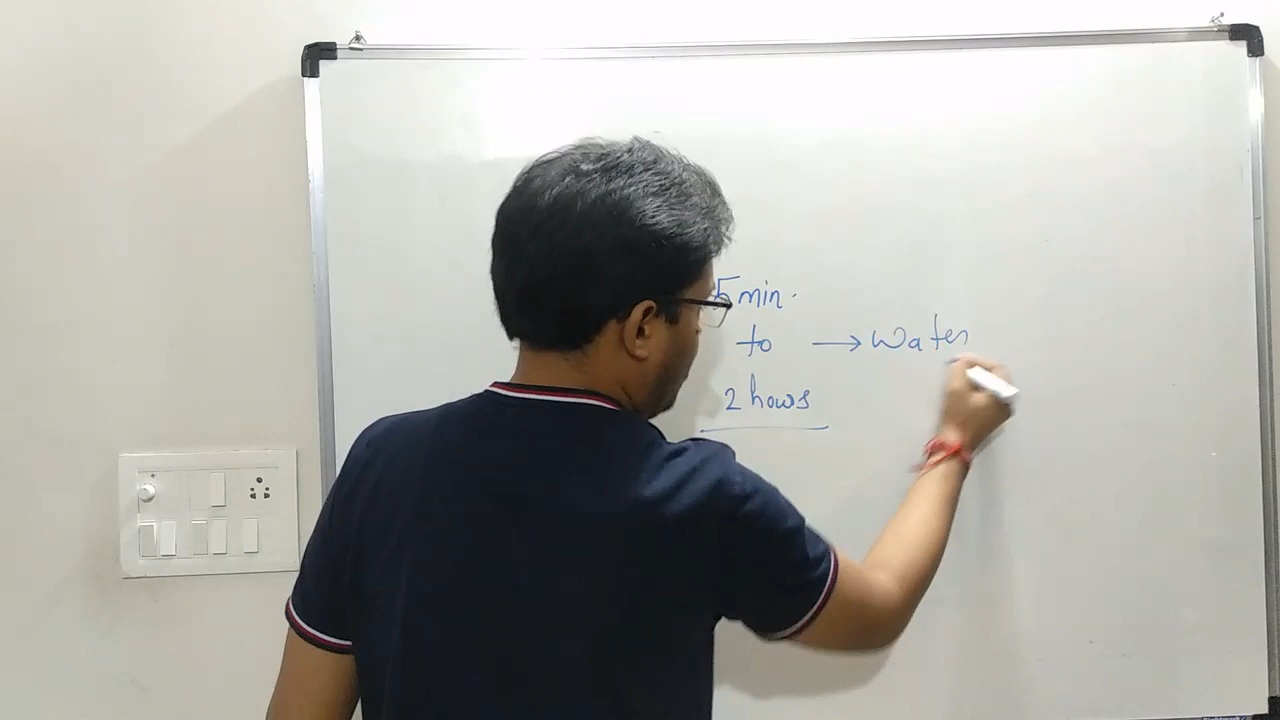 5 min.
to → Water
2 hours